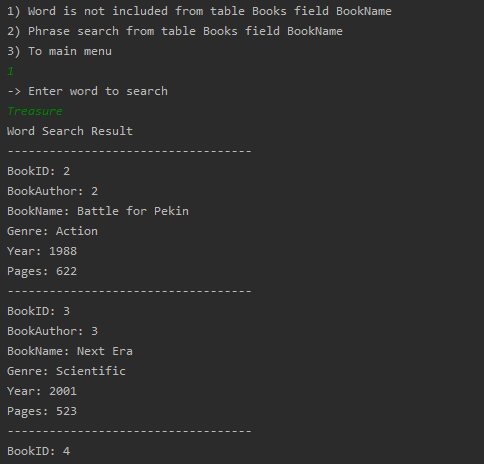 1) Word is not included from table Books field BookName
2) Phrase search from table Books field BookName
3) To main menu
1
-> Enter word to search
Treasure
Word Search Result
-----------------------------------
BookID: 2
BookAuthor: 2
BookName: Battle for Pekin
Genre: Action
Year: 1988
Pages: 622
-----------------------------------
BookID: 3
BookAuthor: 3
BookName: Next Era
Genre: Scientific
Year: 2001
Pages: 523
-----------------------------------
BookID: 4